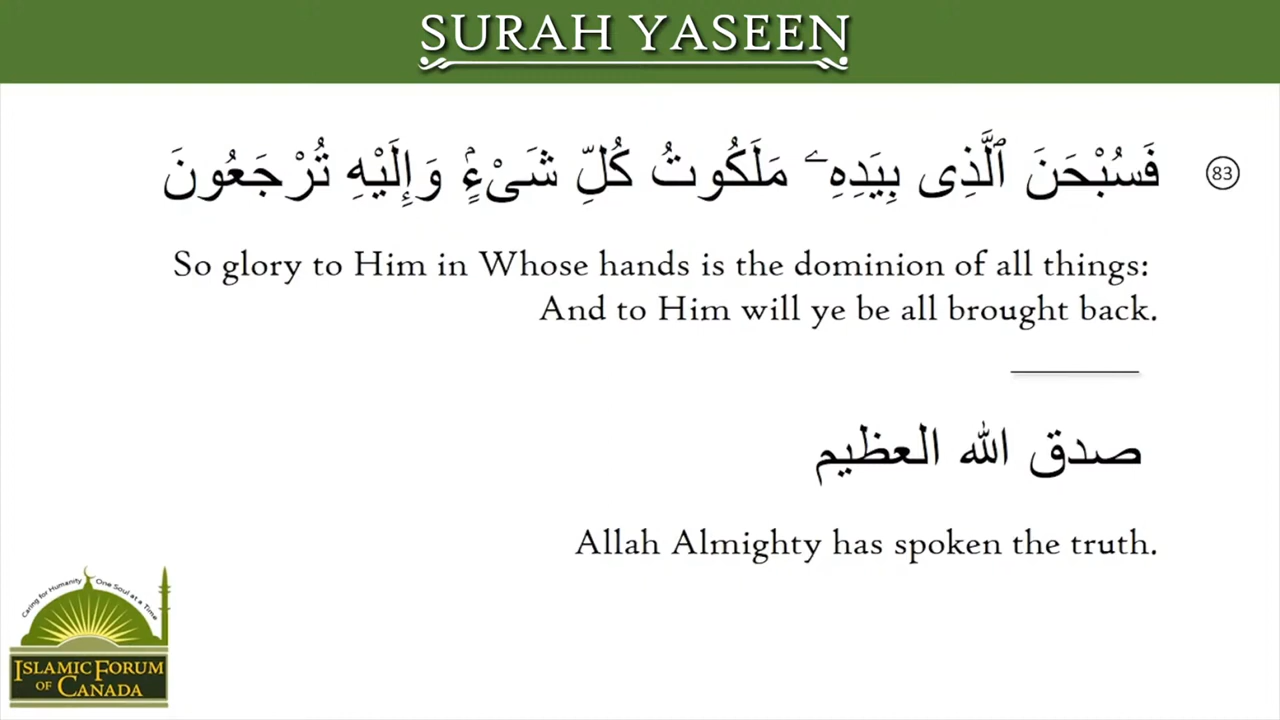 SURAH YASEEN
83 فَسُبْحَنَ ٱلَّذِى بِيَدِهِۦ مَلَكُوتُ كُلِّ شَىْءٍۢ وَإِلَيْهِ تُرْجَعُونَ
So glory to Him in Whose hands is the dominion of all things:
And to Him will ye be all brought back.
صدق الله العظيم
Allah Almighty has spoken the truth.
Caring for Humanity One Soul at a Time
ISLAMIC FORUM
OF CANADA